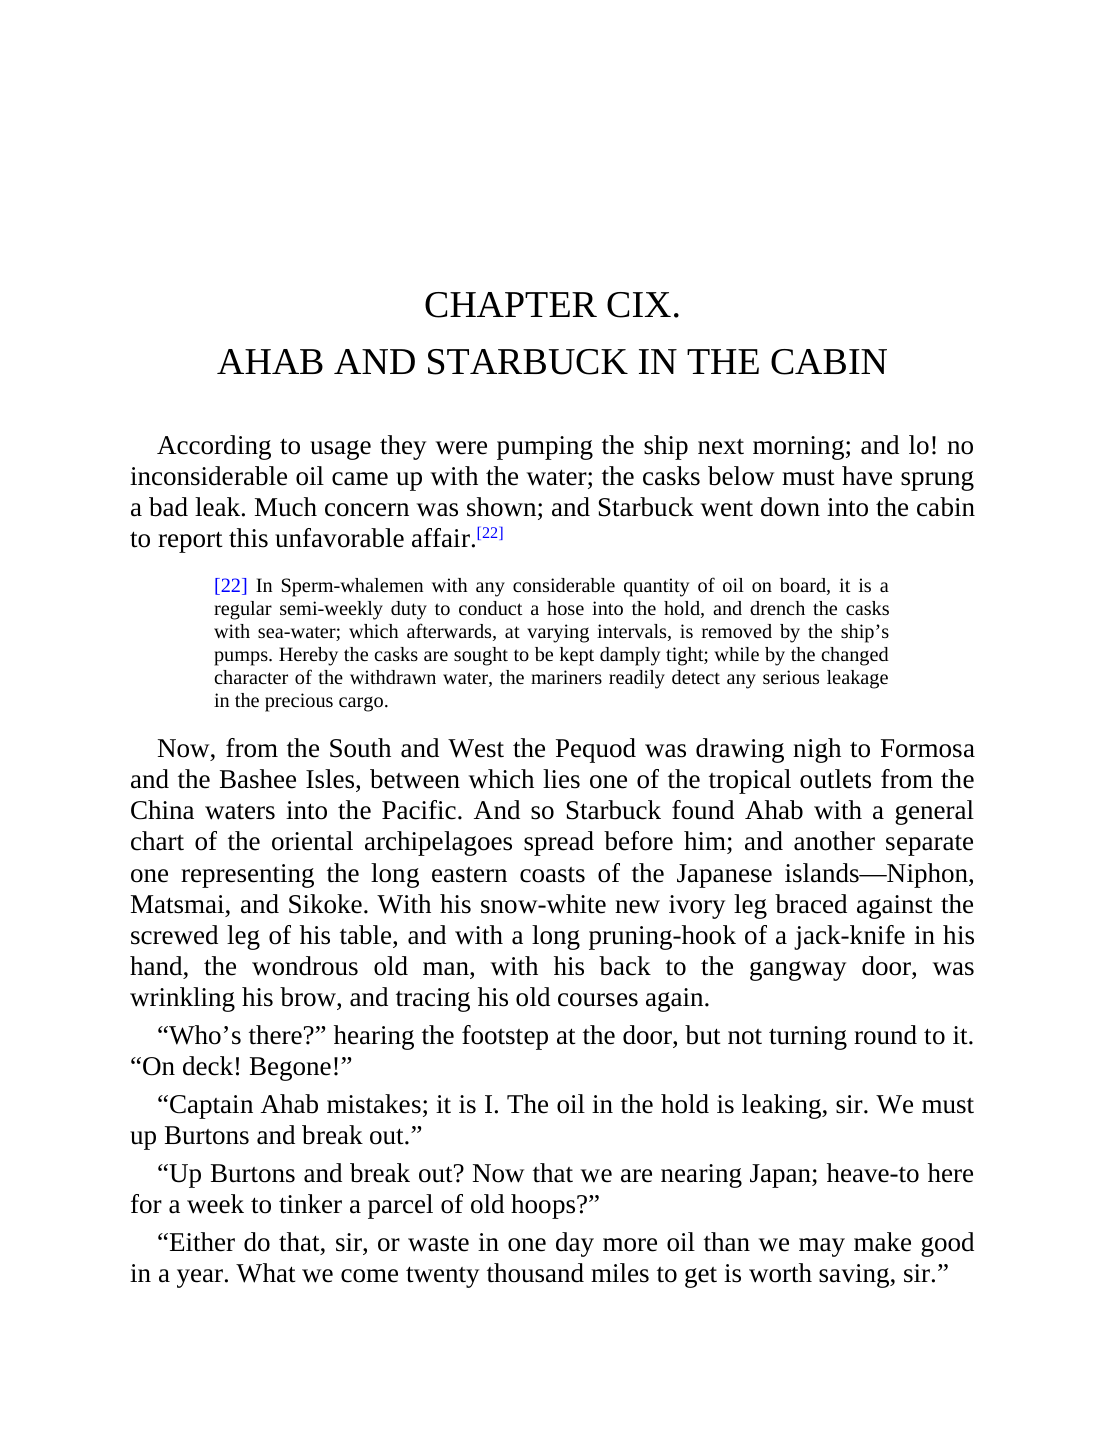 CHAPTER CIX.
AHAB AND STARBUCK IN THE CABIN
According to usage they were pumping the ship next morning; and lo! no
inconsiderable oil came up with the water; the casks below must have sprung
a bad leak. Much concern was shown; and Starbuck went down into the cabin
to report this unfavorable affair.[22]
[22] In Sperm-whalemen with any considerable quantity of oil on board, it is a
regular semi-weekly duty to conduct a hose into the hold, and drench the casks
with sea-water; which afterwards, at varying intervals, is removed by the ship’s
pumps. Hereby the casks are sought to be kept damply tight; while by the changed
character of the withdrawn water, the mariners readily detect any serious leakage
in the precious cargo.
Now, from the South and West the Pequod was drawing nigh to Formosa
and the Bashee Isles, between which lies one of the tropical outlets from the
China waters into the Pacific. And so Starbuck found Ahab with a general
chart of the oriental archipelagoes spread before him; and another separate
one representing the long eastern coasts of the Japanese islands—Niphon,
Matsmai, and Sikoke. With his snow-white new ivory leg braced against the
screwed leg of his table, and with a long pruning-hook of a jack-knife in his
hand, the wondrous old man, with his back to the gangway door, was
wrinkling his brow, and tracing his old courses again.
“Who’s there?” hearing the footstep at the door, but not turning round to it.
“On deck! Begone!”
“Captain Ahab mistakes; it is I. The oil in the hold is leaking, sir. We must
up Burtons and break out.”
“Up Burtons and break out? Now that we are nearing Japan; heave-to here
for a week to tinker a parcel of old hoops?”
“Either do that, sir, or waste in one day more oil than we may make good
in a year. What we come twenty thousand miles to get is worth saving, sir.”